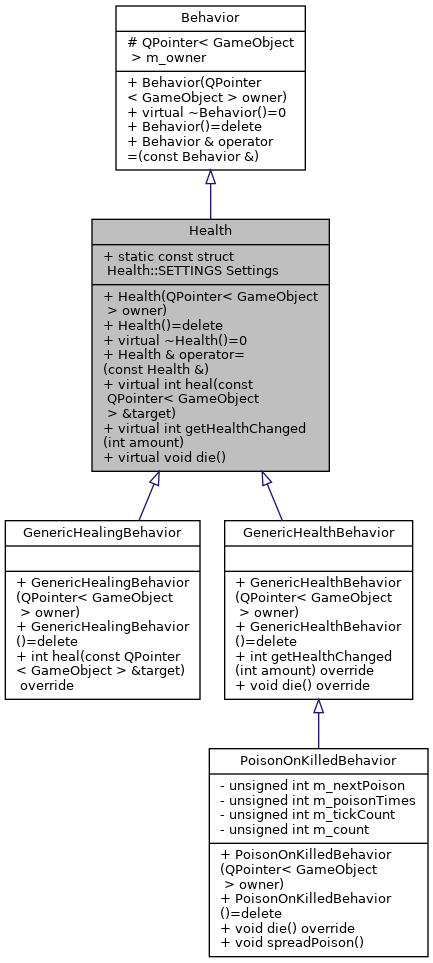 Behavior
# QPointer< GameObject
> m_owner
+ Behavior(QPointer
< GameObject > owner)
+ virtual ~Behavior()=0
+ Behavior()=delete
+ Behavior & operator
=(const Behavior &)
Health
+ static const struct
Health::SETTINGS Settings
+ Health(QPointer< GameObject
> owner)
+ Health()=delete
+ virtual ~Health()=0
+ Health & operator=
(const Health &)
+ virtual int heal(const
QPointer< GameObject
> &target)
+ virtual int getHealthChanged
(int amount)
+ virtual void die()
GenericHealingBehavior
+ GenericHealingBehavior
(QPointer< GameObject
> owner)
+ GenericHealingBehavior
()=delete
+ int heal(const QPointer
< GameObject > &target)
override
GenericHealthBehavior
+ GenericHealthBehavior
(QPointer< GameObject
> owner)
+ GenericHealthBehavior
()=delete
+ int getHealthChanged
(int amount) override
+ void die() override
PoisonOnKilledBehavior
- unsigned int m_nextPoison
- unsigned int m_poisonTimes
- unsigned int m_tickCount
- unsigned int m_count
+ PoisonOnKilledBehavior
(QPointer< GameObject
> owner)
+ PoisonOnKilledBehavior
()=delete
+ void die() override
+ void spreadPoison()